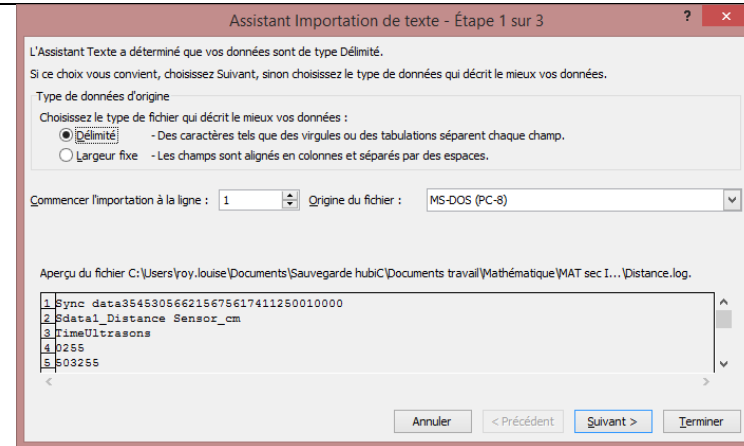 Assistant Importation de texte - Étape 1 sur 3
? ×
L'Assistant Texte a déterminé que vos données sont de type Délimité.
Si ce choix vous convient, choisissez Suivant, sinon choisissez le type de données qui décrit le mieux vos données.
Type de données d'origine
Choisissez le type de fichier qui décrit le mieux vos données :
Délimité - Des caractères tels que des virgules ou des tabulations séparent chaque champ.
Largeur fixe - Les champs sont alignés en colonnes et séparés par des espaces.
Commencer l'importation à la ligne : 1 Origine du fichier : MS-DOS (PC-8)
Aperçu du fichier C:\Users\roy.louise\Documents\Sauvegarde hubiC\Documents travail\Mathématique\MAT sec I...\Distance.log.
1 Sync data354530566215675617411250010000
2 Sdata1_Distance Sensor_cm
3 TimeUltrasons
4 0255
5 503255
Annuler < Précédent Suivant > Terminer